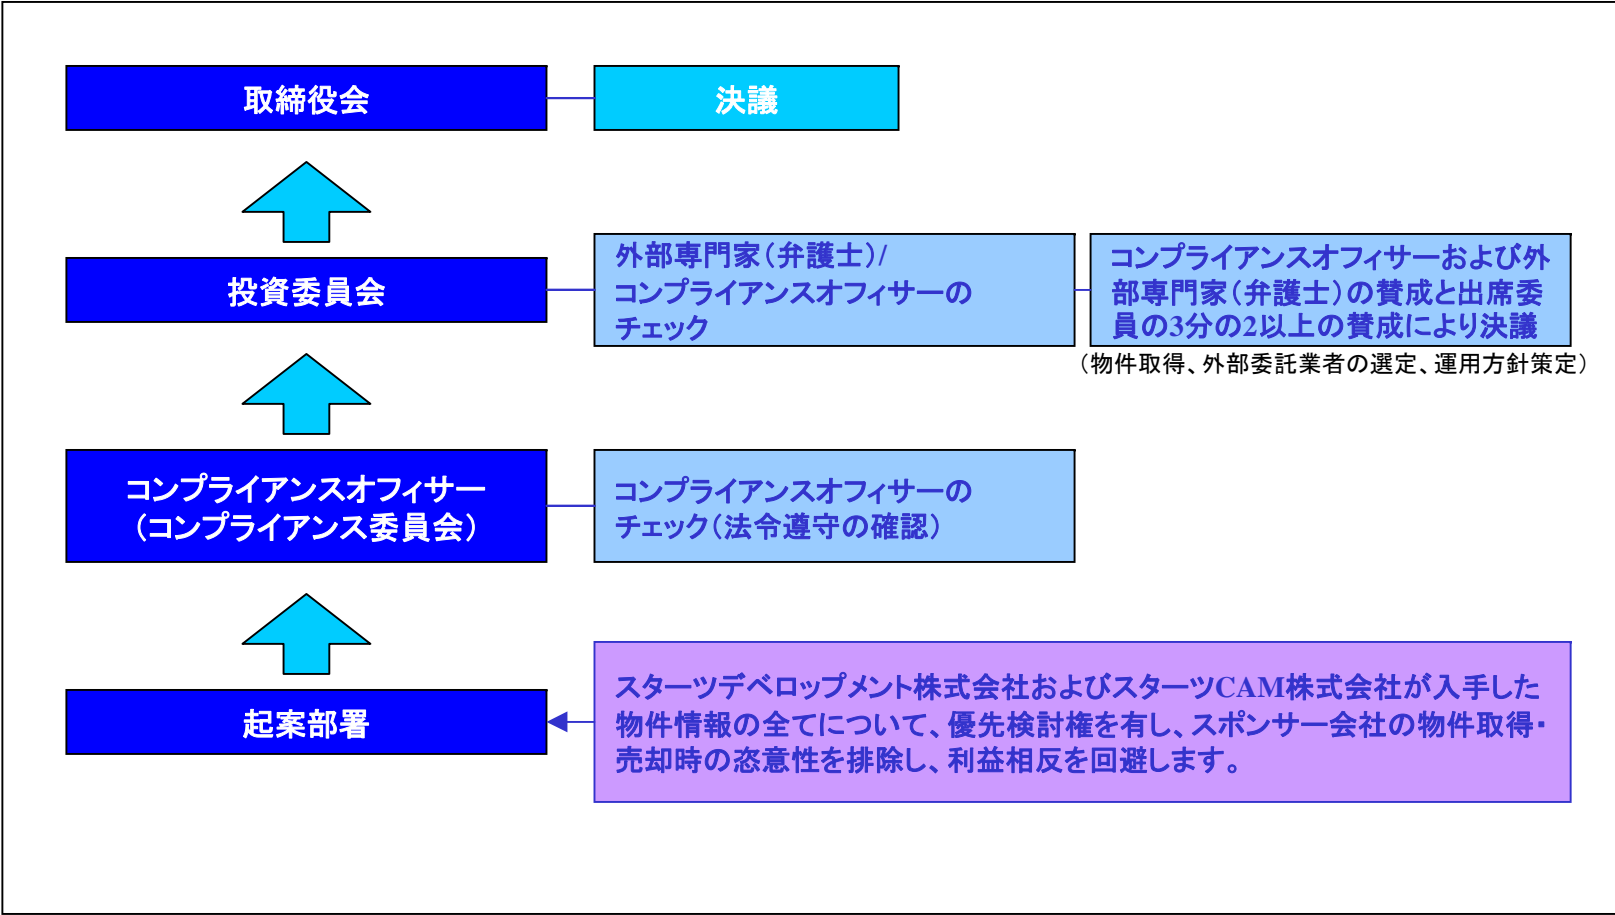 取締役会
決議
投資委員会
外部専門家（弁護士）/
コンプライアンスオフィサーの
チェック
コンプライアンスオフィサーおよび外
部専門家（弁護士）の賛成と出席委
員の3分の2以上の賛成により決議
（物件取得、外部委託業者の選定、運用方針策定）
コンプライアンスオフィサー
（コンプライアンス委員会）
コンプライアンスオフィサーの
チェック（法令遵守の確認）
起案部署
スターツデベロップメント株式会社およびスターツCAM株式会社が入手した
物件情報の全てについて、優先検討権を有し、スポンサー会社の物件取得・
売却時の恣意性を排除し、利益相反を回避します。